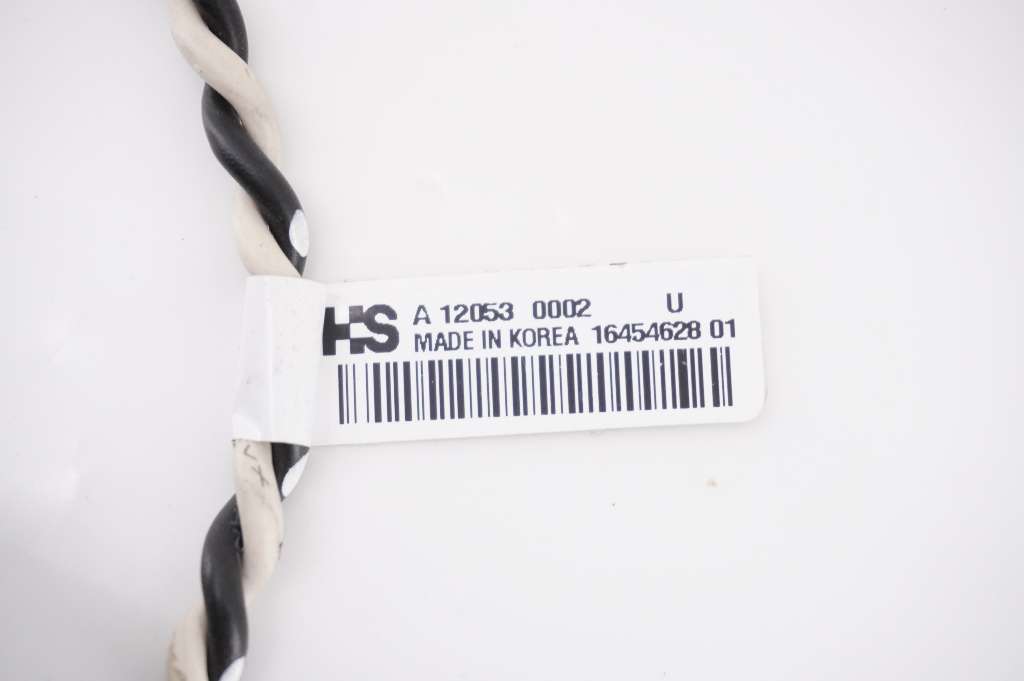 HS A 12053 0002 U
MADE IN KOREA 16454628 01